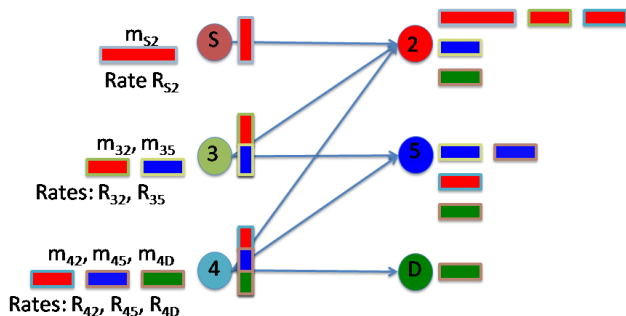 m_S2
S
2
Rate R_S2
m_32, m_35
3
5
Rates: R_32, R_35
m_42, m_45, m_4D
4
D
Rates: R_42, R_45, R_4D